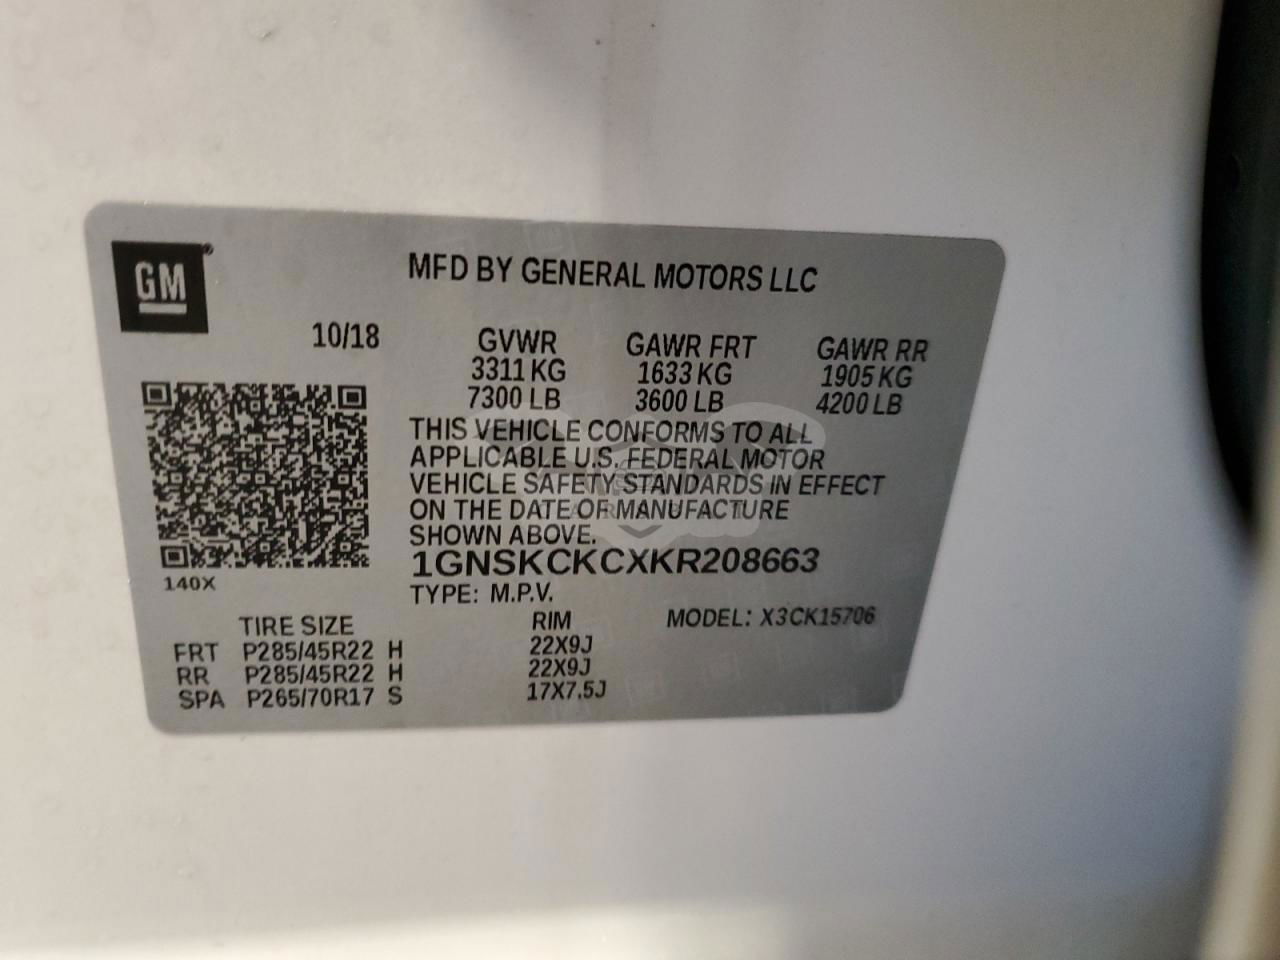 GM®
MFD BY GENERAL MOTORS LLC
10/18
GVWR GAWR FRT GAWR RR
3311 KG 1633 KG 1905 KG
7300 LB 3600 LB 4200 LB
THIS VEHICLE CONFORMS TO ALL
APPLICABLE U.S. FEDERAL MOTOR
VEHICLE SAFETY STANDARDS IN EFFECT
ON THE DATE OF MANUFACTURE
SHOWN ABOVE.
1GNSKCKCXKR208663
140X
TYPE: M.P.V.
TIRE SIZE RIM MODEL: X3CK15706
FRT P285/45R22 H 22X9J
RR P285/45R22 H 22X9J
SPA P265/70R17 S 17X7.5J